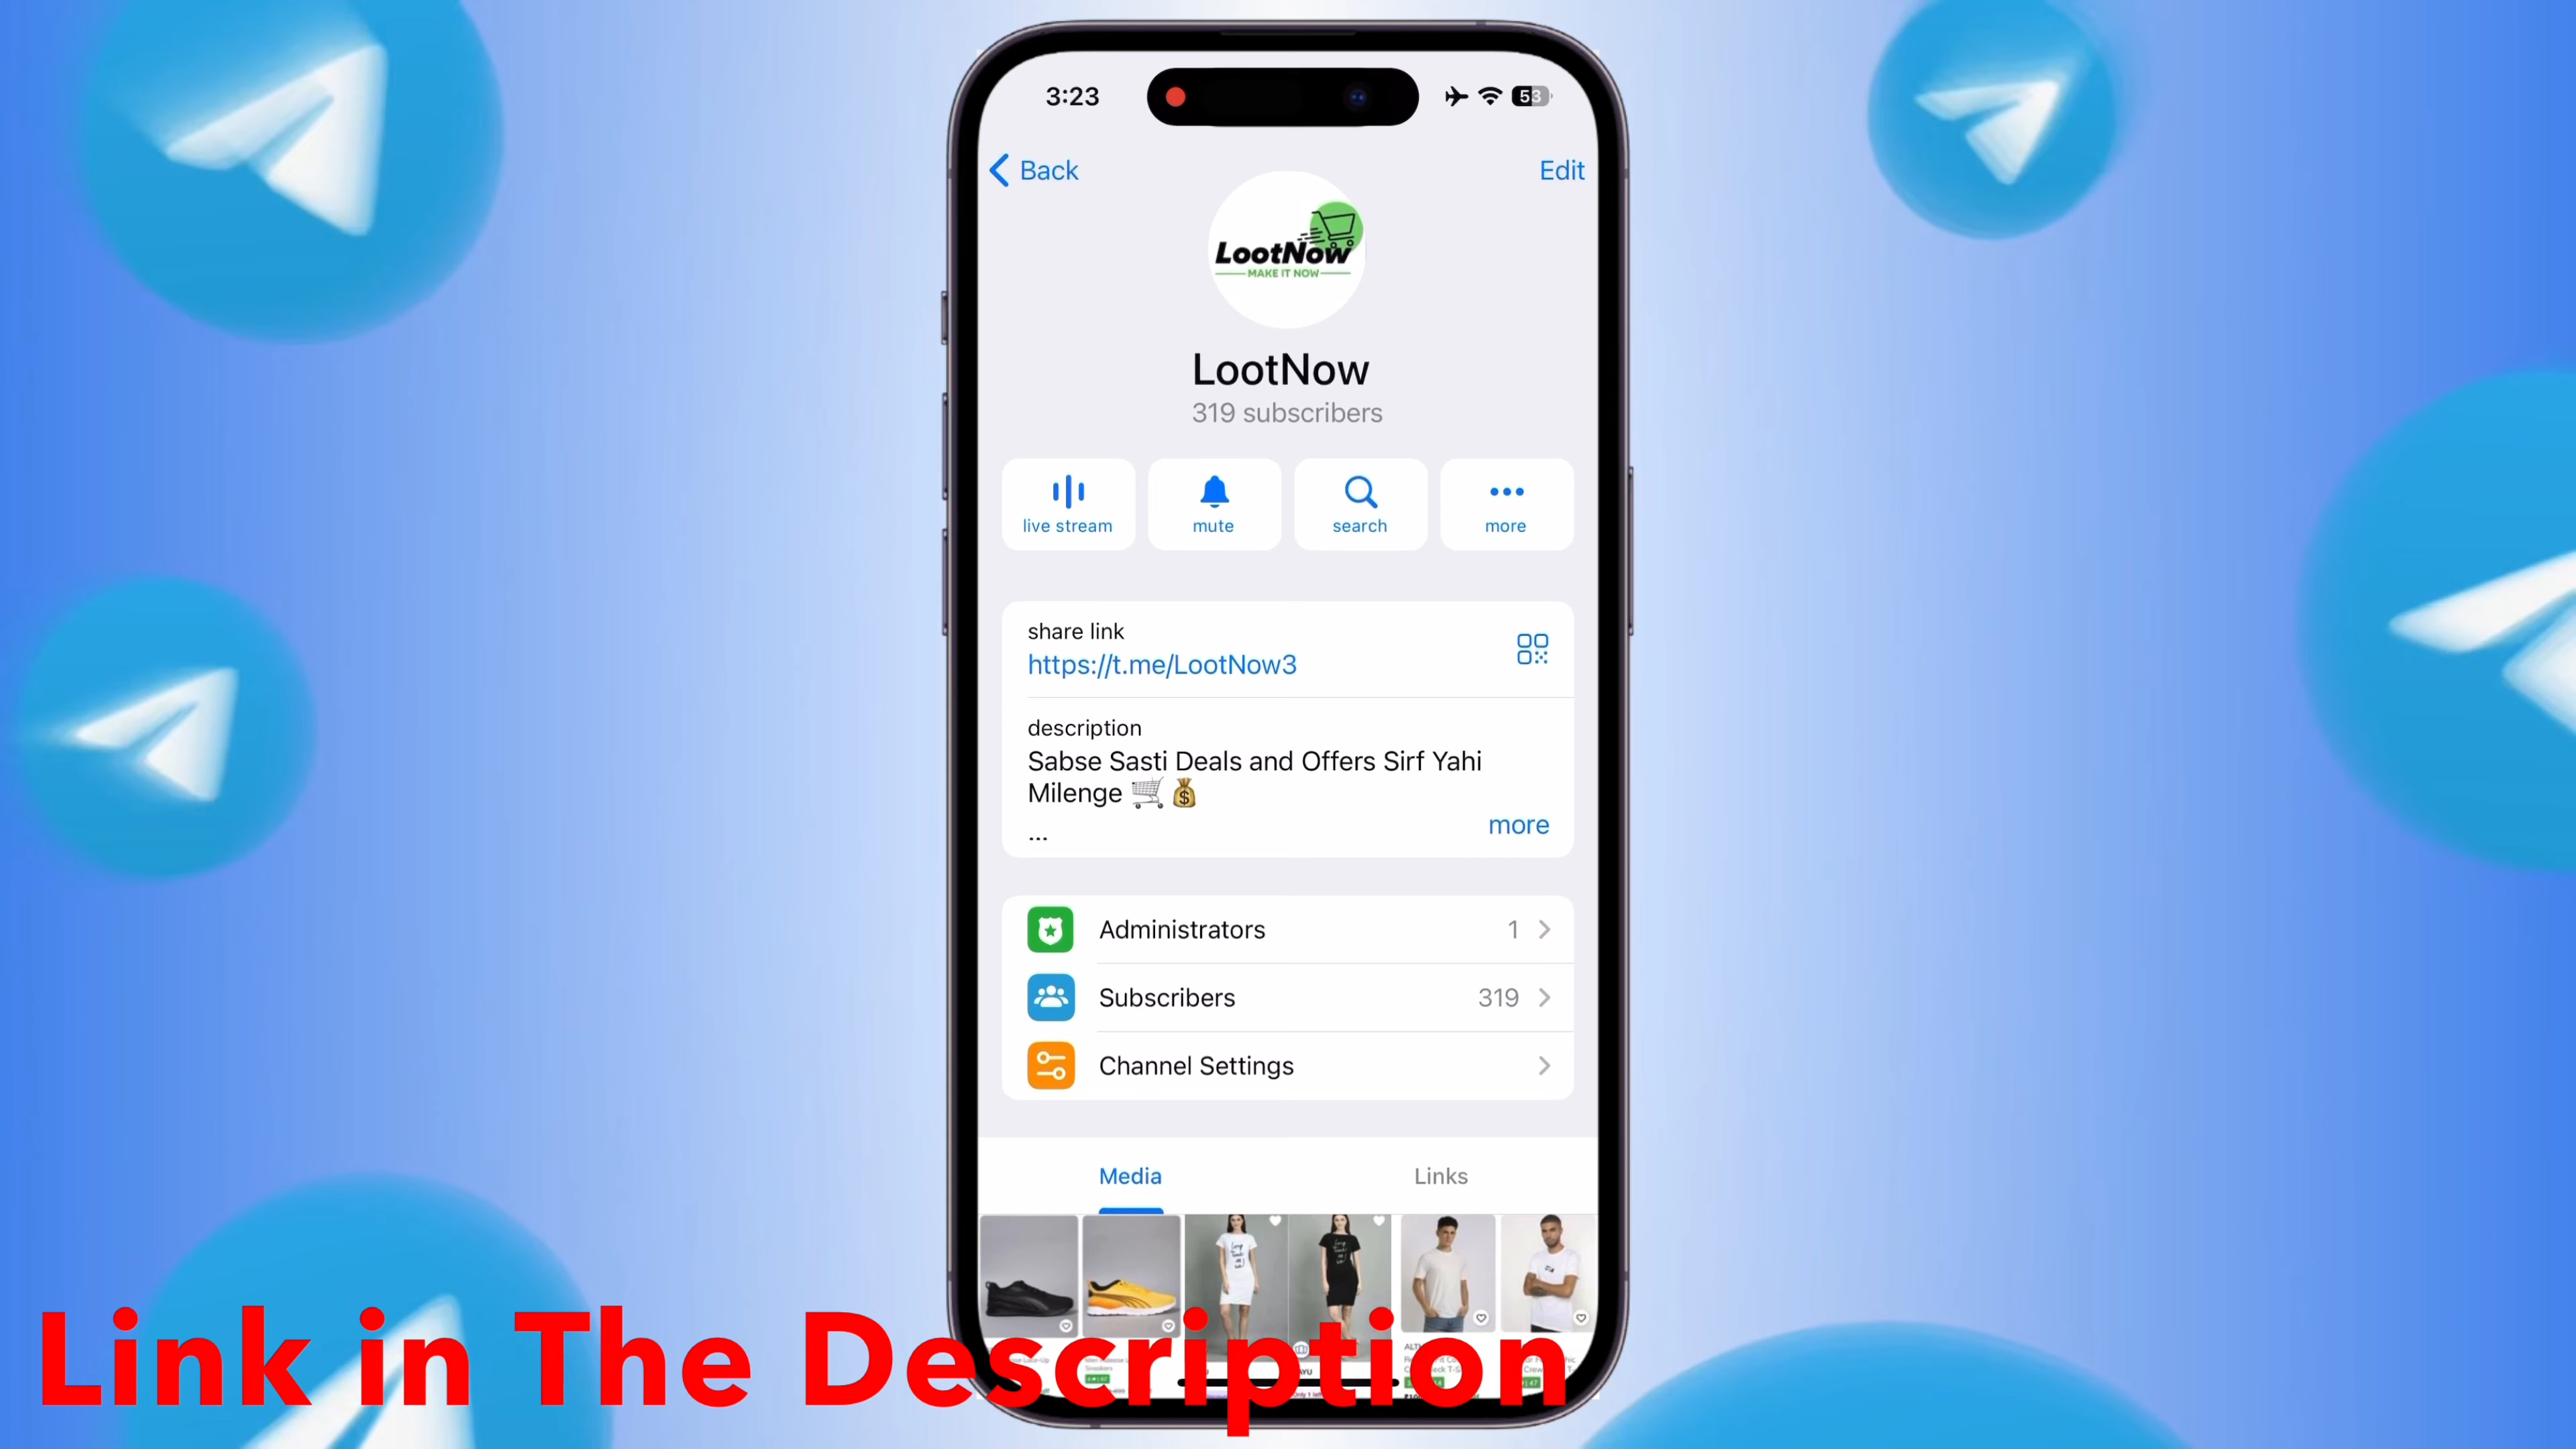 3:23
53
Back
Edit
LootNow
MAKE IT NOW
LootNow
319 subscribers
live stream
mute
search
more
share link
https://t.me/LootNow3
description
Sabse Sasti Deals and Offers Sirf Yahi
Milenge 🛒💰
...
more
Administrators
1
Subscribers
319
Channel Settings
Media
Links
Link in The Description